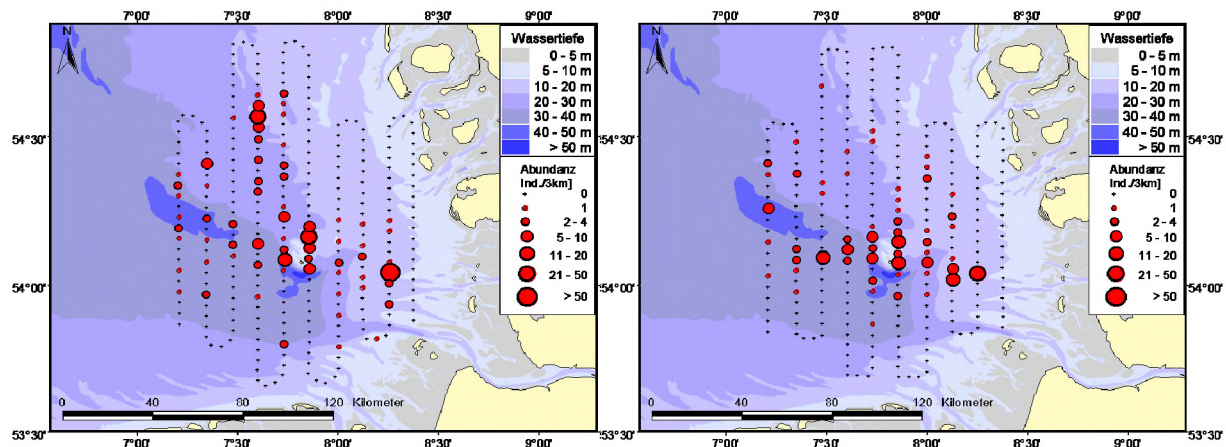 7°00' 7°30' 8°00' 8°30' 9°00'
N
Wassertiefe
0 - 5 m
5 - 10 m
10 - 20 m
20 - 30 m
30 - 40 m
40 - 50 m
> 50 m
Abundanz
Ind./3km]
0
1
2 - 4
5 - 10
11 - 20
21 - 50
> 50
54°30'
54°00'
53°50'
0 40 80 120 Kilometer
7°00' 7°30' 8°00' 8°30' 9°00'
7°00' 7°30' 8°00' 8°30' 9°00'
N
Wassertiefe
0 - 5 m
5 - 10 m
10 - 20 m
20 - 30 m
30 - 40 m
40 - 50 m
> 50 m
Abundanz
Ind./3km]
0
1
2 - 4
5 - 10
11 - 20
21 - 50
> 50
54°30'
54°30'
54°00'
54°00'
53°50'
53°50'
0 40 80 120 Kilometer
7°00' 7°30' 8°00' 8°30' 9°00'